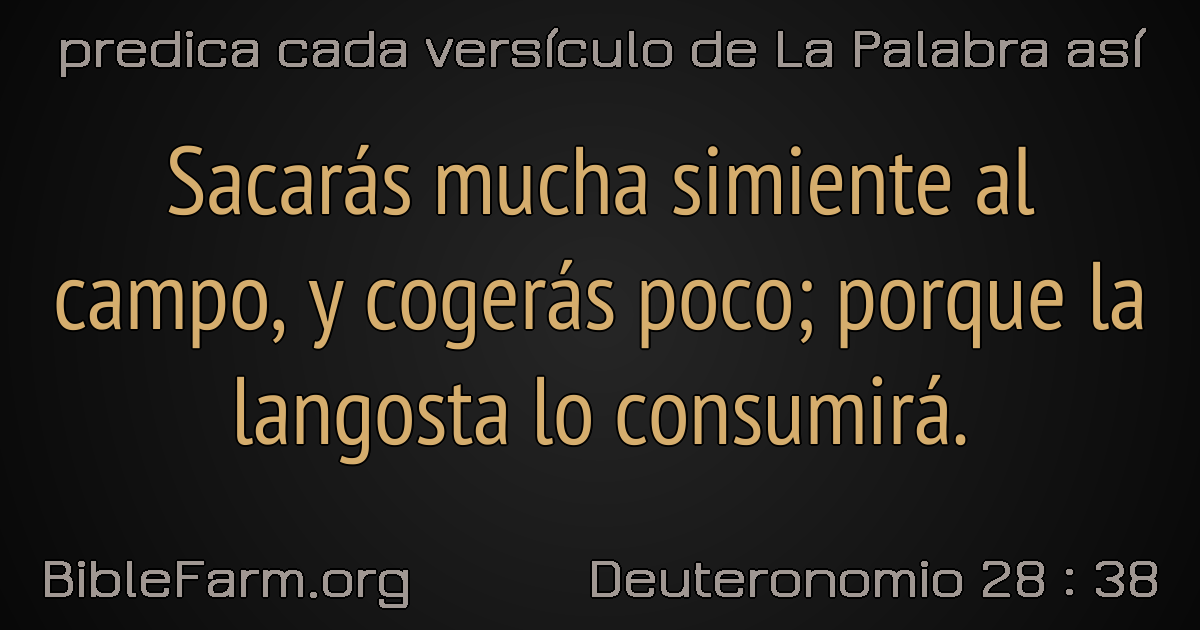 predica cada versículo de La Palabra así
Sacarás mucha simiente al
campo, y cogerás poco; porque la
langosta lo consumirá.
BibleFarm.org
Deuteronomio 28 : 38